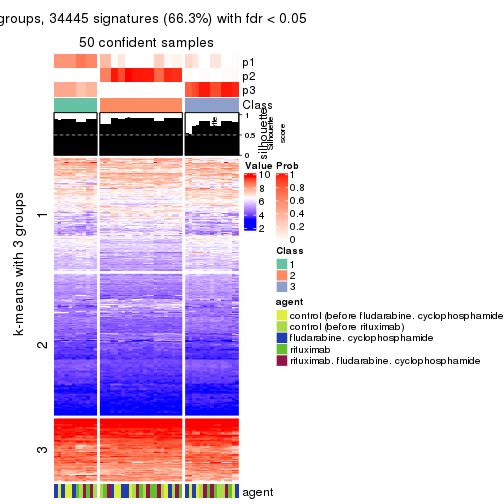 groups, 34445 signatures (66.3%) with fdr < 0.05
50 confident samples
p1
p2
p3
Class
1
0.5
0
silhouette
Silhouette
score
k-means with 3 groups
1
2
3
Value
10
8
6
4
2
Prob
1
0.8
0.6
0.4
0.2
0
Class
1
2
3
agent
control (before fludarabine. cyclophosphamide
control (before rituximab)
fludarabine. cyclophosphamide
rituximab
rituximab. fludarabine. cyclophosphamide
agent